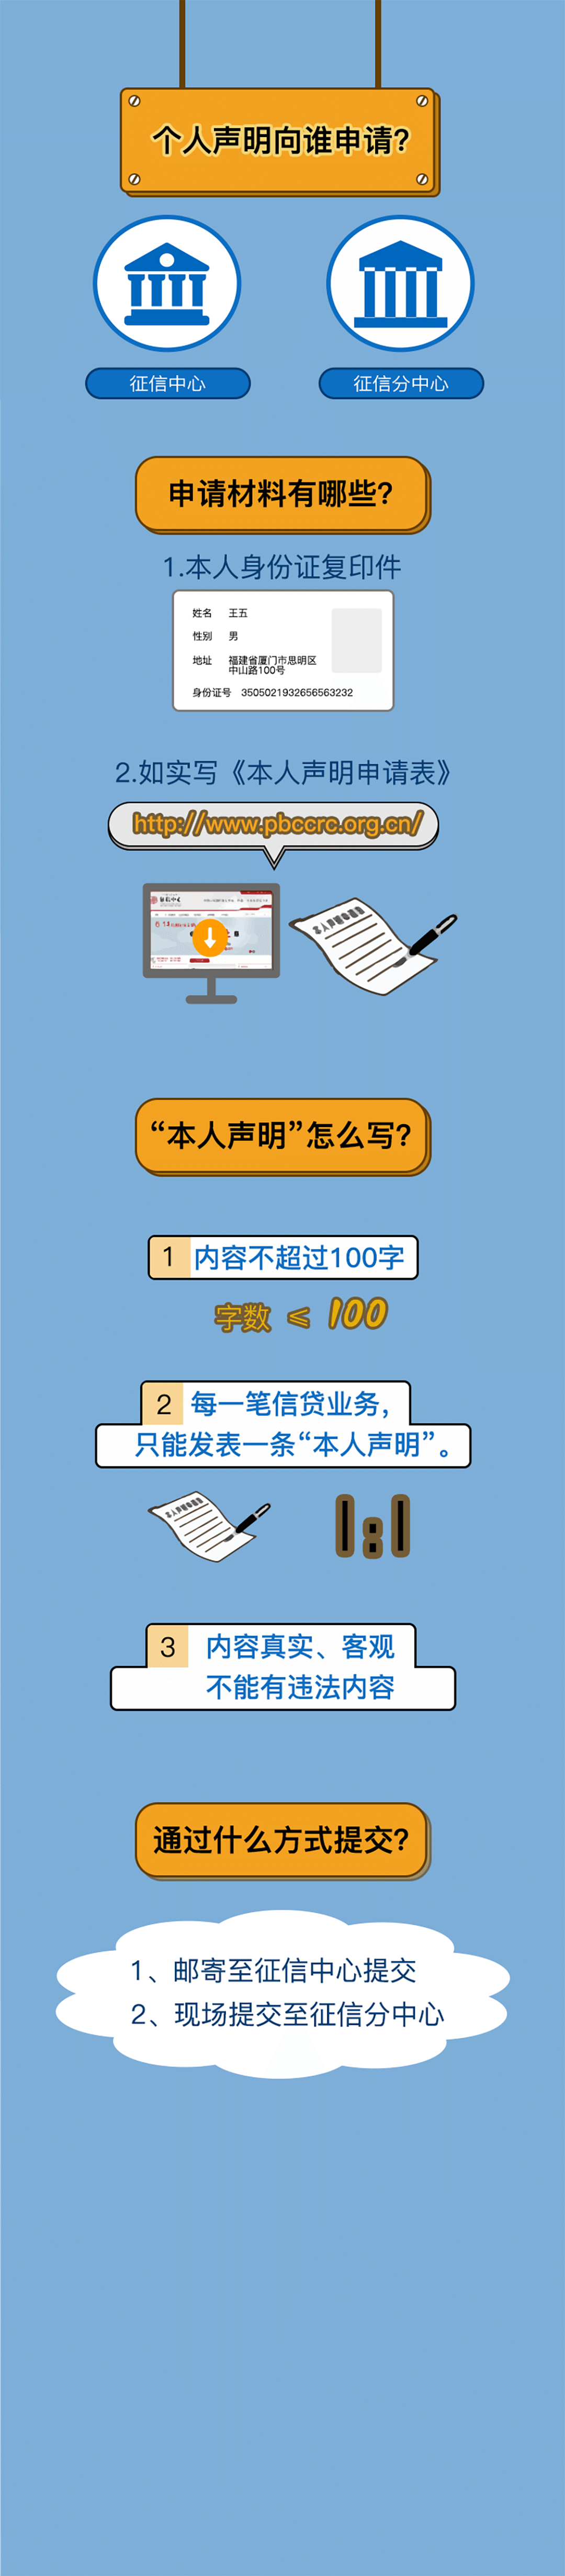 个人声明向谁申请?
征信中心
征信分中心
申请材料有哪些?
1.本人身份证复印件
姓名 王五
性别 男
地址 福建省厦门市思明区
中山路100号
身份证号 3505021932656563232
2.如实写《本人声明申请表》
http://www.pbccrc.org.cn/
“本人声明”怎么写?
1 内容不超过100字
字数 ≤ 100
2 每一笔信贷业务，
只能发表一条“本人声明”。
1:1
3 内容真实、客观
不能有违法内容
通过什么方式提交?
1、邮寄至征信中心提交
2、现场提交至征信分中心